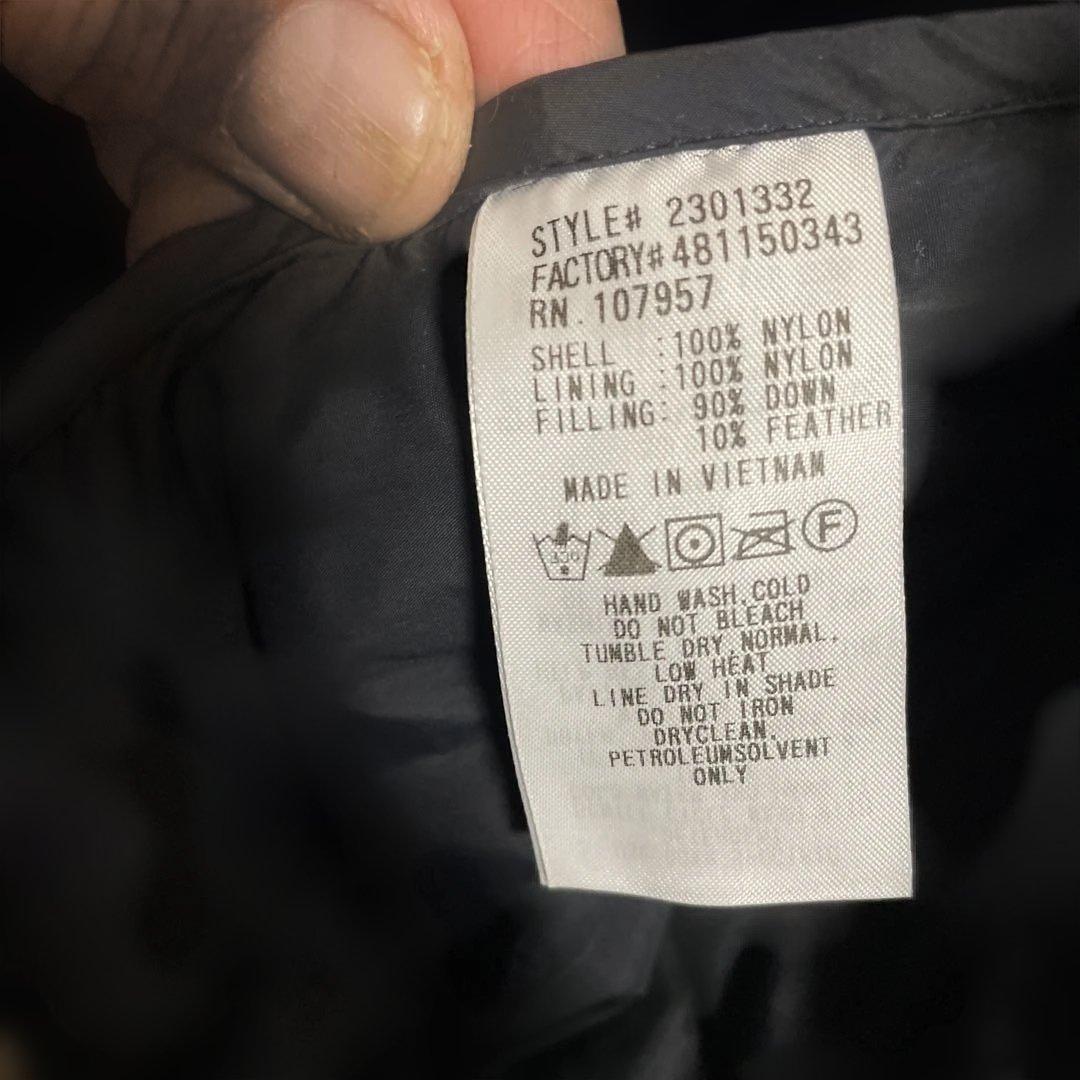 STYLE# 2301332
FACTORY#481150343
RN. 107957
SHELL :100% NYLON
LINING :100% NYLON
FILLING: 90% DOWN
10% FEATHER
MADE IN VIETNAM
F
HAND WASH,COLD
DO NOT BLEACH
TUMBLE DRY,NORMAL,
LOW HEAT
LINE DRY IN SHADE
DO NOT IRON
DRYCLEAN,
PETROLEUMSOLVENT
ONLY